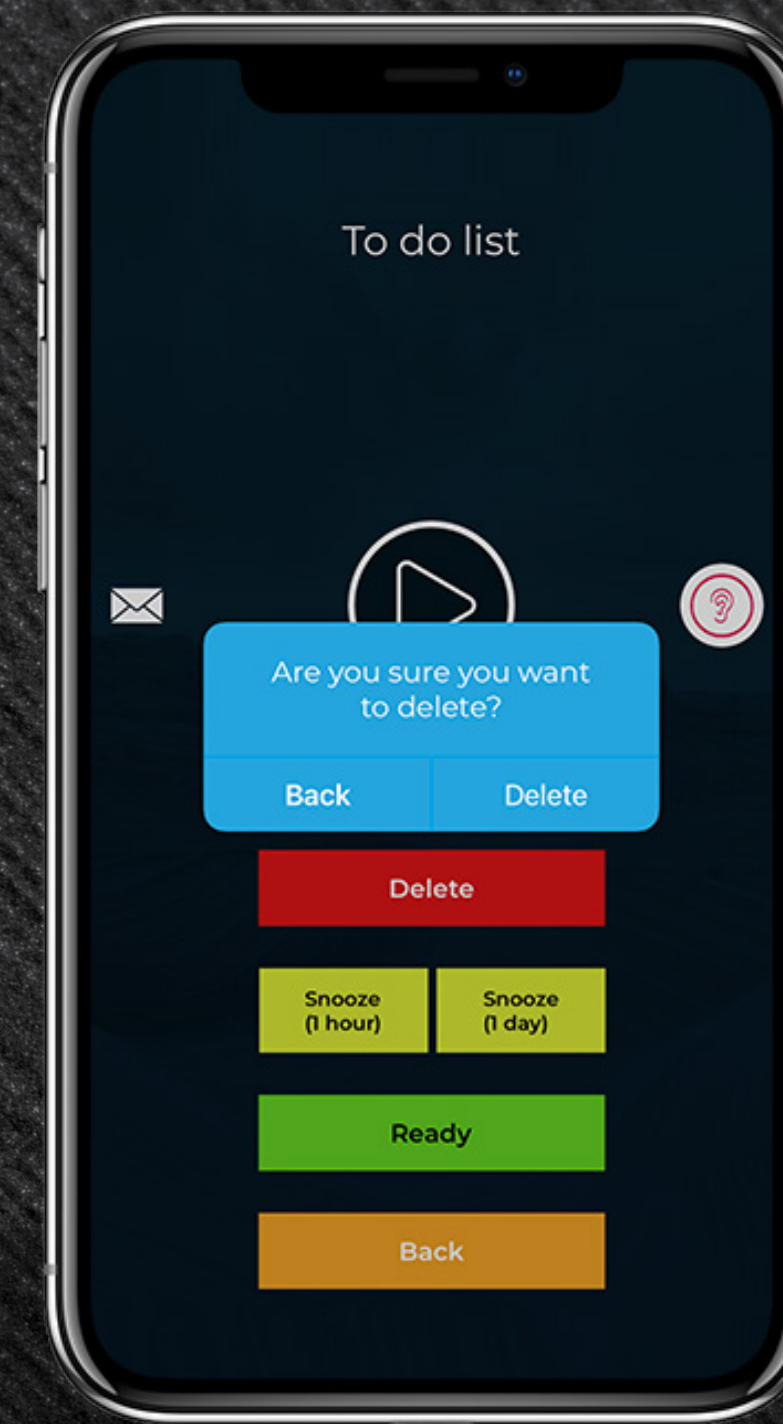 To do list
Are you sure you want
to delete?
Back Delete
Delete
Snooze Snooze
(1 hour) (1 day)
Ready
Back